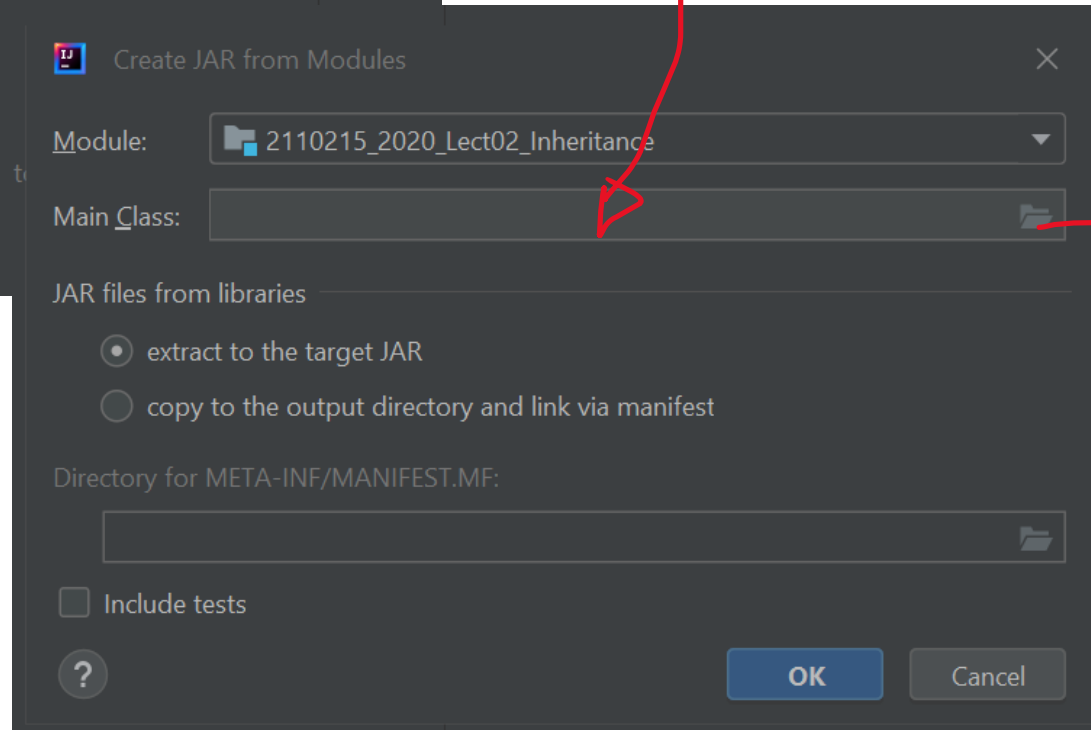 IJ
Create JAR from Modules
Module: 2110215_2020_Lect02_Inheritance
Main Class:
JAR files from libraries
extract to the target JAR
copy to the output directory and link via manifest
Directory for META-INF/MANIFEST.MF:
Include tests
? OK Cancel